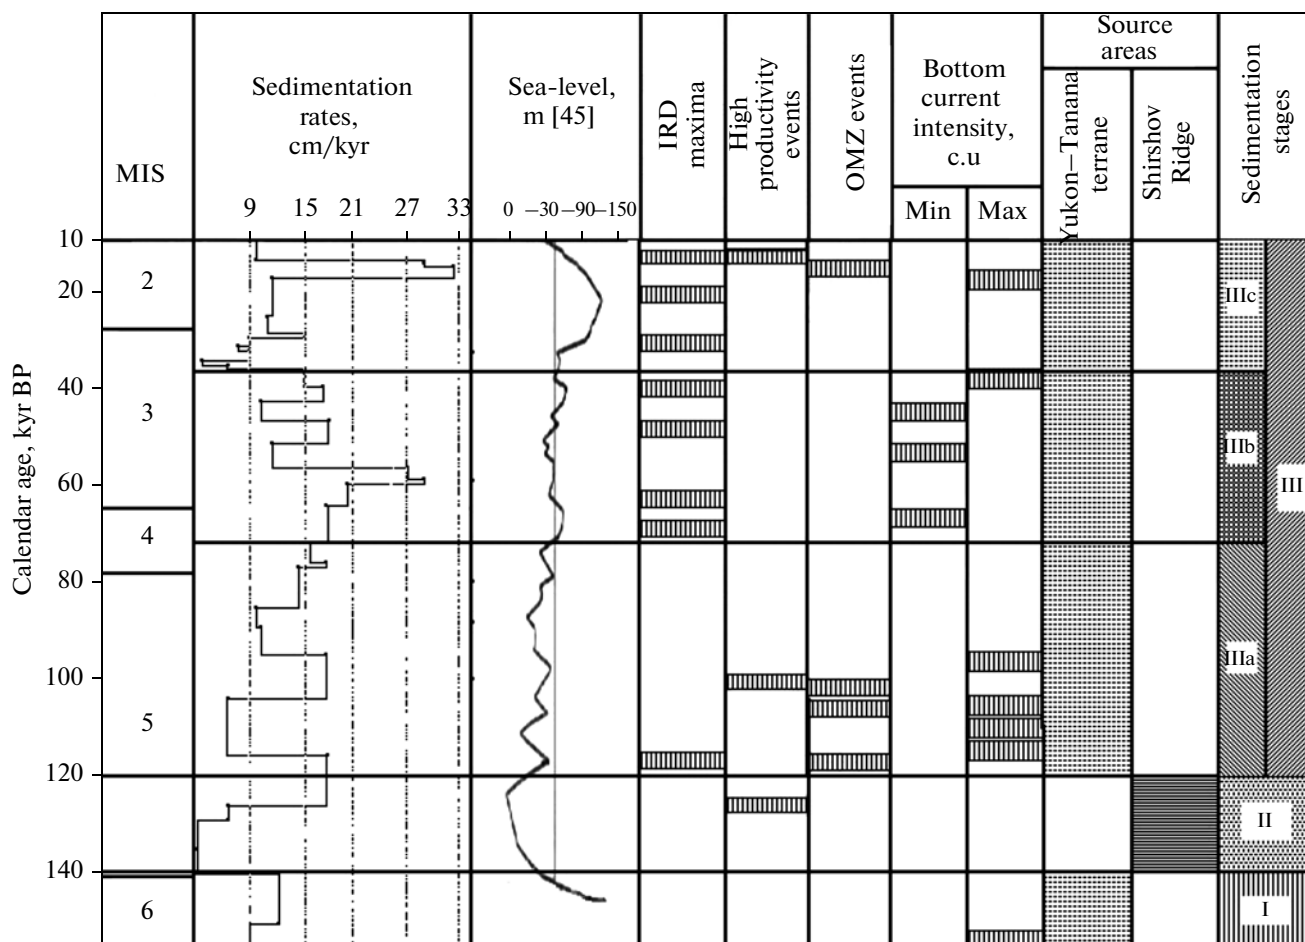 MIS
Sedimentation
rates,
cm/kyr
9 15 21 27 33
Sea-level,
m [45]
0 –30 –90 –150
IRD
maxima
High
productivity
events
OMZ events
Bottom
current
intensity,
c.u
Min
Max
Source
areas
Yukon–Tanana
terrane
Shirshov
Ridge
Sedimentation
stages
Calendar age, kyr BP
10
20
40
60
80
100
120
140
2
3
4
5
6
IIIc
IIIb
III
IIIa
II
I